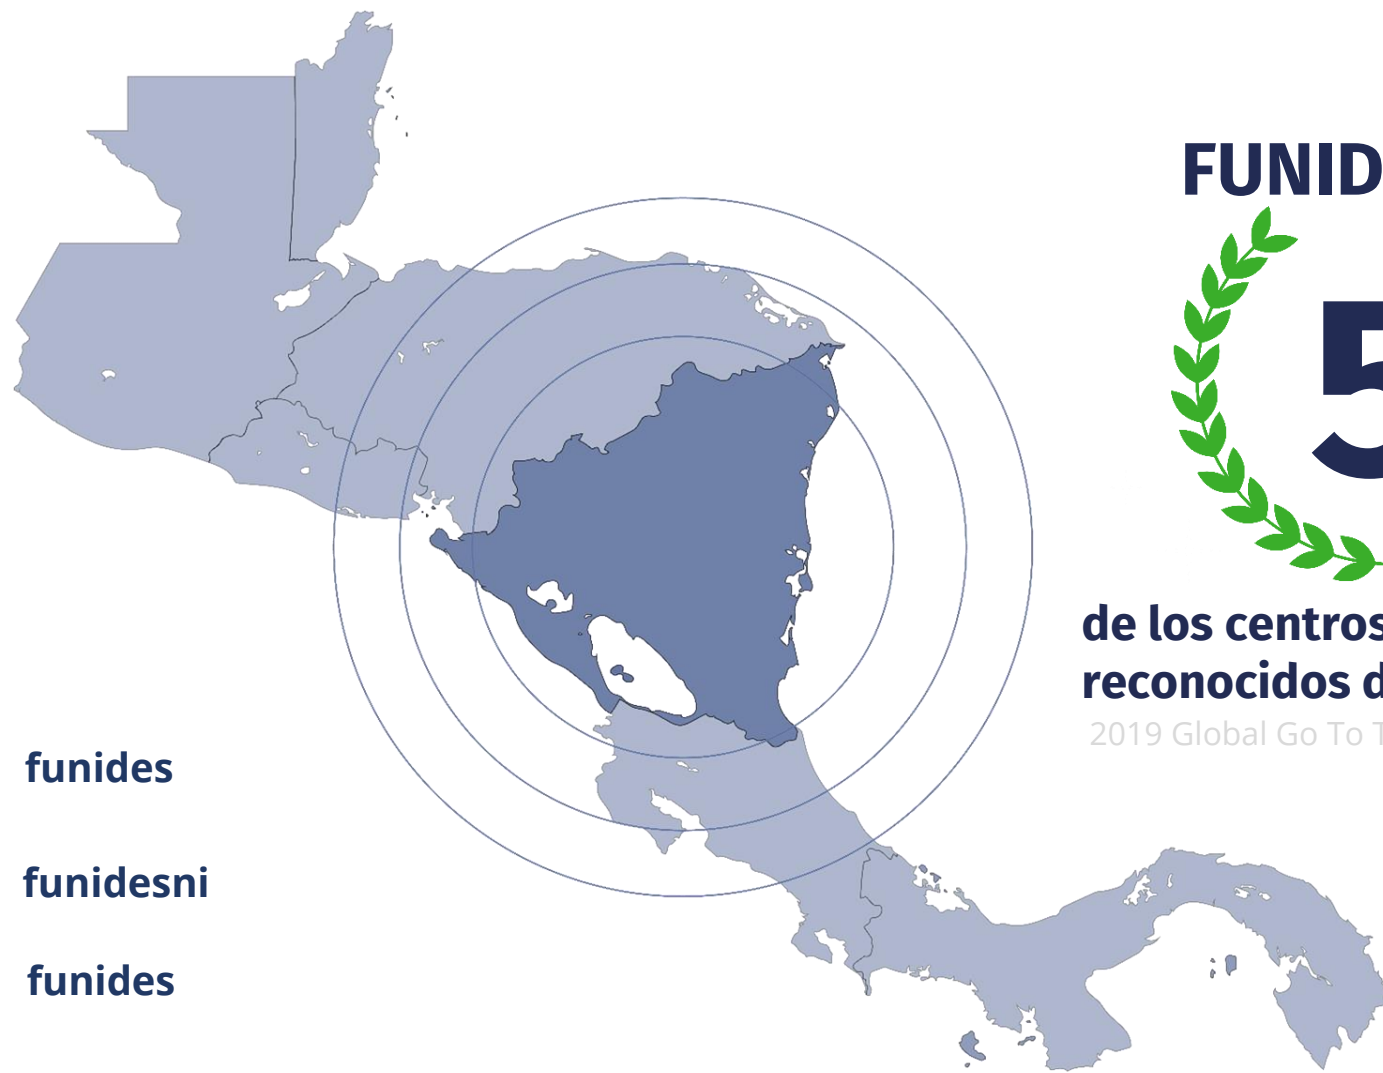 FUNID
5
de los centros
reconocidos d
2019 Global Go To T
funides
funidesni
funides